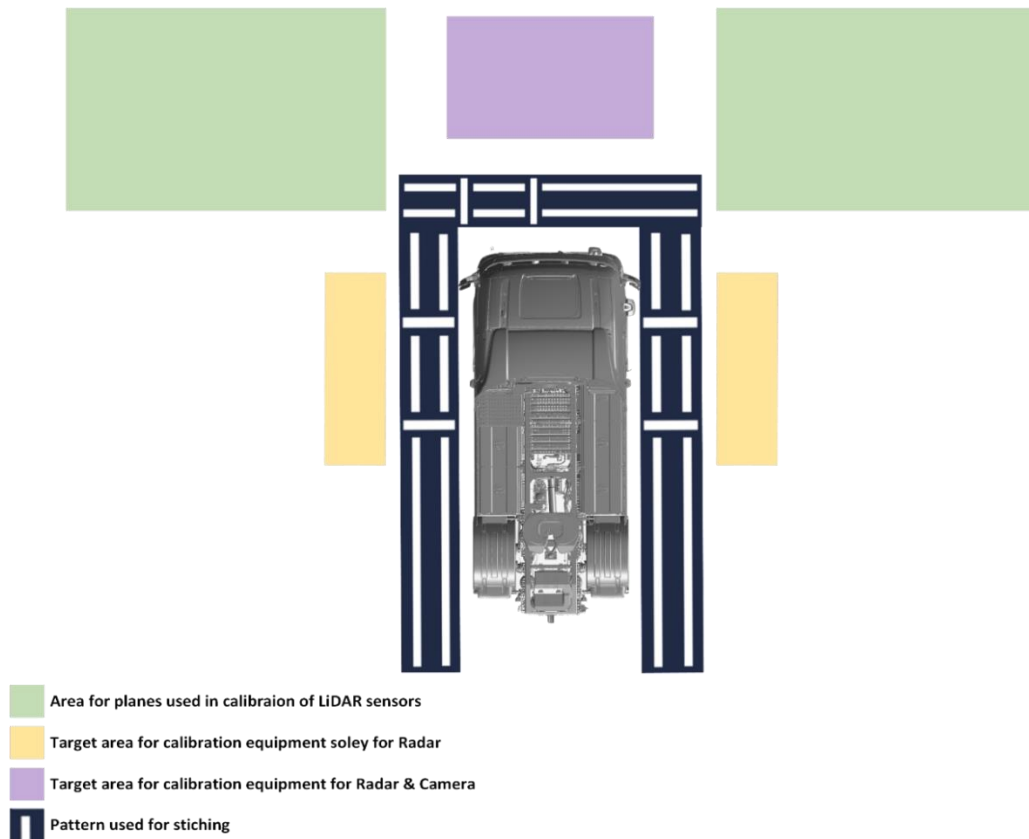 Area for planes used in calibraion of LiDAR sensors
Target area for calibration equipment soley for Radar
Target area for calibration equipment for Radar & Camera
Pattern used for stiching